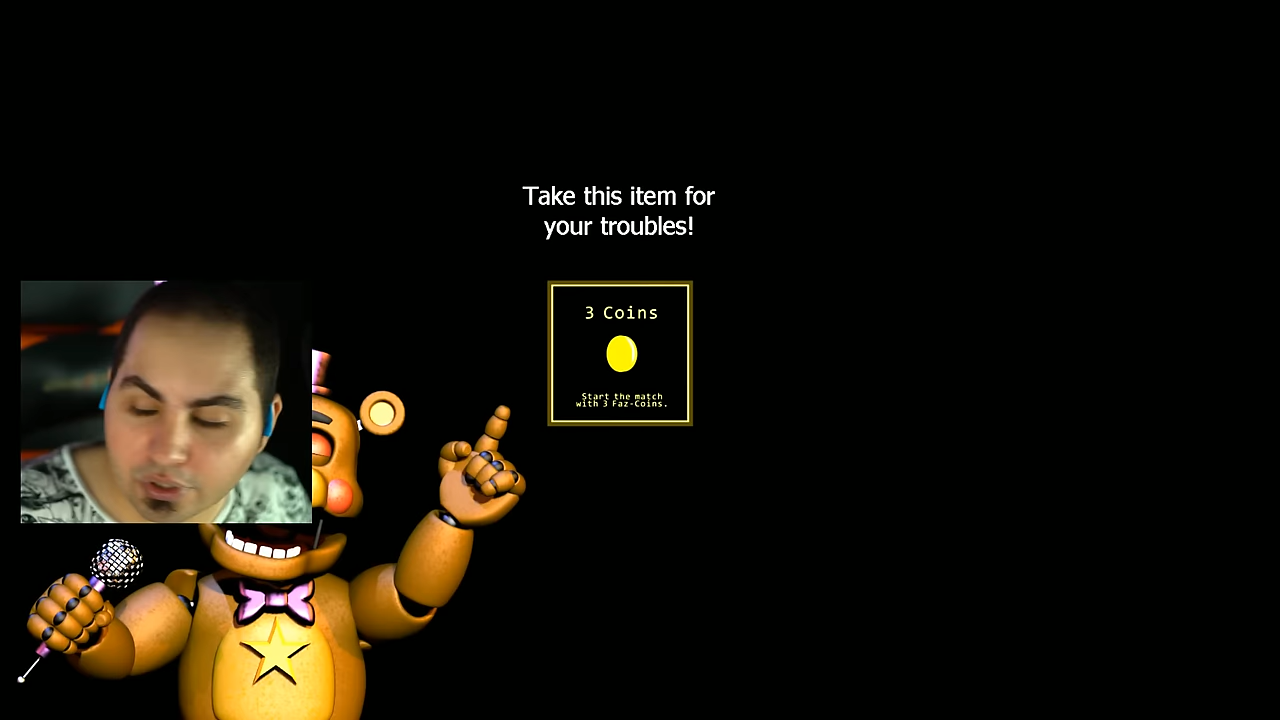 Take this item for
your troubles!
3 Coins
Start the match
with 3 Faz-Coins.